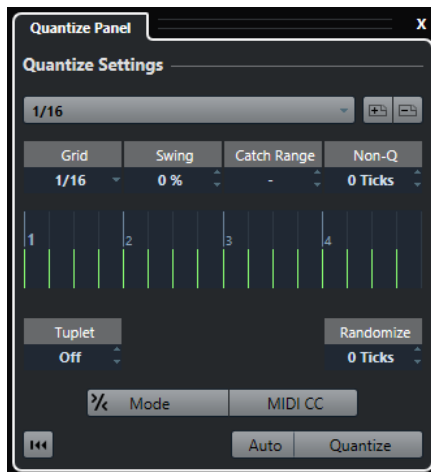 Quantize Panel X
Quantize Settings
1/16
Grid Swing Catch Range Non-Q
1/16 0 % - 0 Ticks
1 2 3 4
Tuplet Randomize
Off 0 Ticks
Mode MIDI CC
Auto Quantize